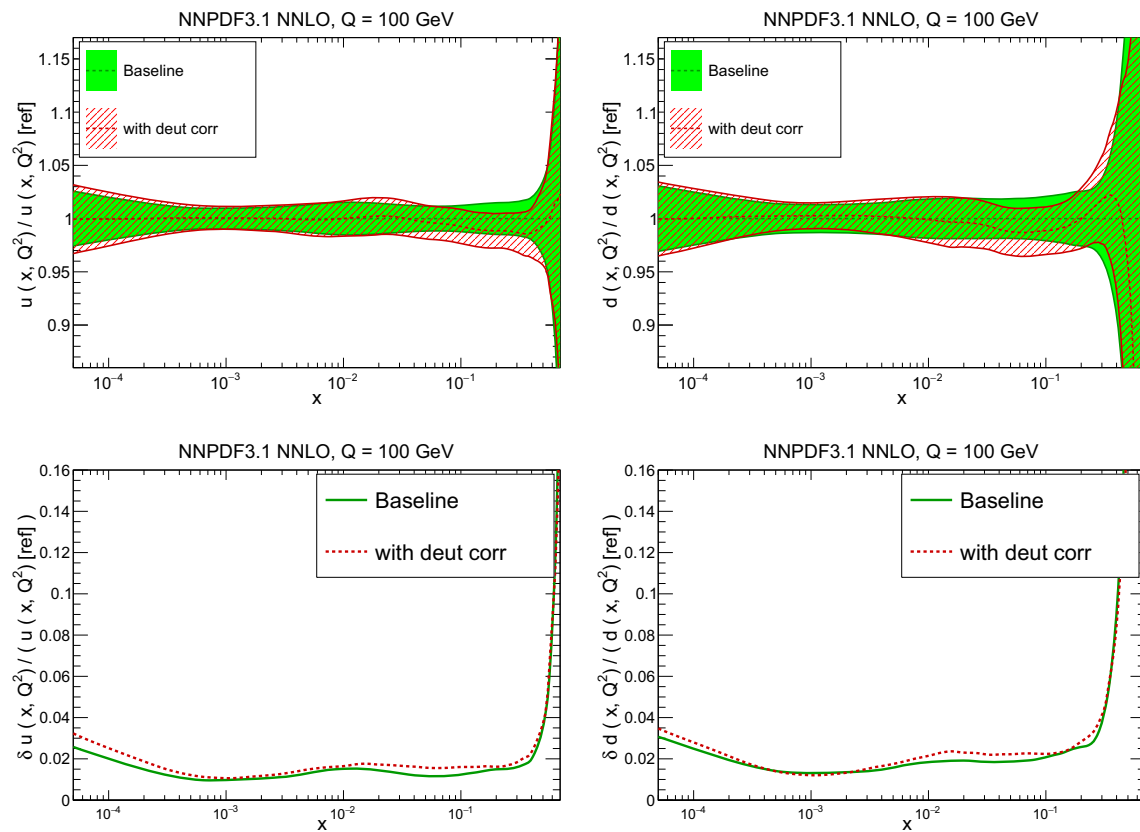 NNPDF3.1 NNLO, Q = 100 GeV
u ( x, Q²) / u ( x, Q²) [ref]
1.15
1.1
1.05
1
0.95
0.9
Baseline
with deut corr
10⁻⁴ 10⁻³ 10⁻² 10⁻¹
x
NNPDF3.1 NNLO, Q = 100 GeV
d ( x, Q²) / d ( x, Q²) [ref]
1.15
1.1
1.05
1
0.95
0.9
Baseline
with deut corr
10⁻⁴ 10⁻³ 10⁻² 10⁻¹
x
NNPDF3.1 NNLO, Q = 100 GeV
δ u ( x, Q²) / ( u ( x, Q²) [ref] )
0.16
0.14
0.12
0.1
0.08
0.06
0.04
0.02
0
Baseline
with deut corr
10⁻⁴ 10⁻³ 10⁻² 10⁻¹
x
NNPDF3.1 NNLO, Q = 100 GeV
δ d ( x, Q²) / ( d ( x, Q²) [ref] )
0.16
0.14
0.12
0.1
0.08
0.06
0.04
0.02
0
Baseline
with deut corr
10⁻⁴ 10⁻³ 10⁻² 10⁻¹
x